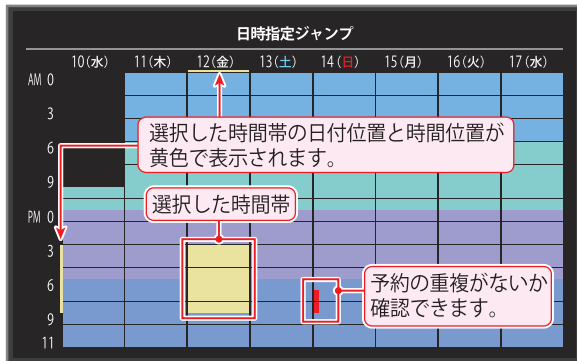 日時指定ジャンプ
10(水) 11(木) 12(金) 13(土) 14(日) 15(月) 16(火) 17(水)
AM 0
3
選択した時間帯の日付位置と時間位置が
黄色で表示されます。
6
9
選択した時間帯
PM 0
3
6
予約の重複がないか
確認できます。
9
11